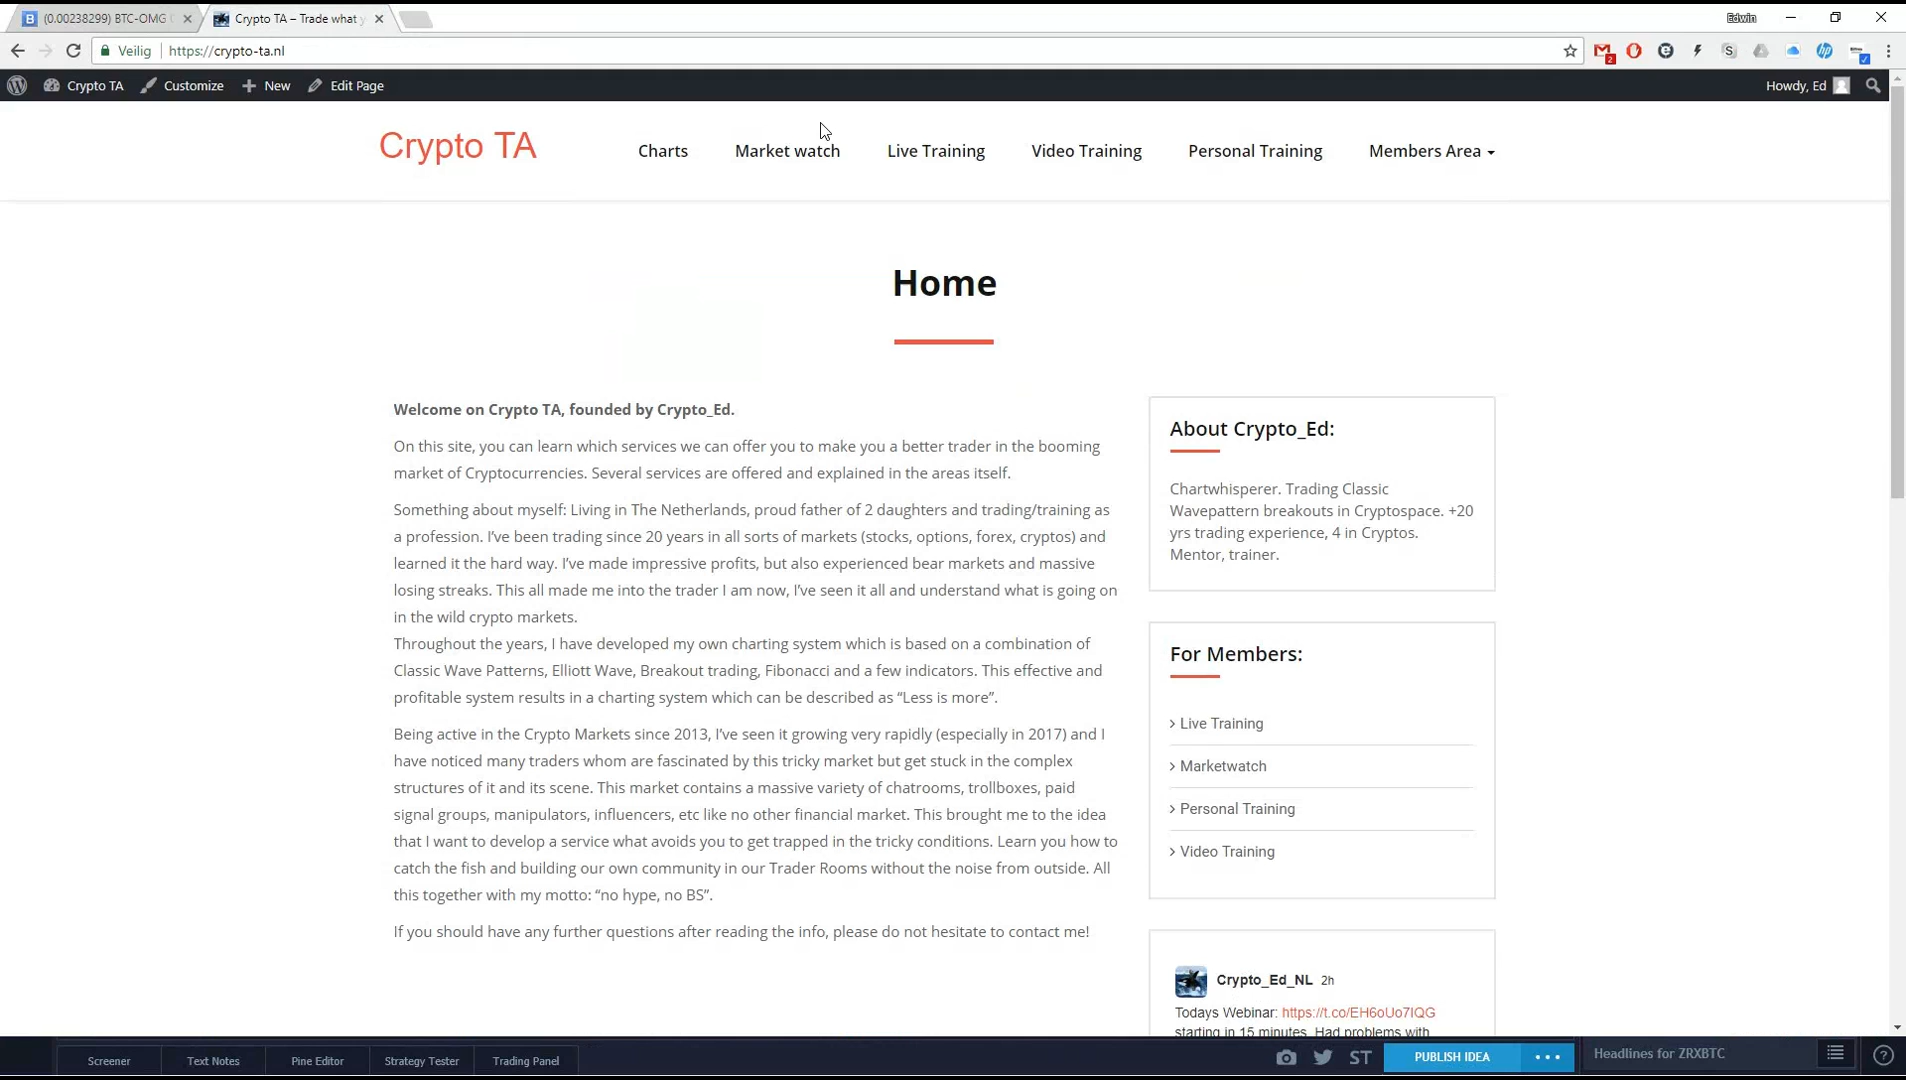 (0.00238299) BTC-OMG
Crypto TA – Trade what
Edwin
Veilig
https://crypto-ta.nl
2
Crypto TA
Customize
New
Edit Page
Howdy, Ed
Crypto TA
Charts
Market watch
Live Training
Video Training
Personal Training
Members Area
Home
Welcome on Crypto TA, founded by Crypto_Ed.
On this site, you can learn which services we can offer you to make you a better trader in the booming
market of Cryptocurrencies. Several services are offered and explained in the areas itself.
Something about myself: Living in The Netherlands, proud father of 2 daughters and trading/training as
a profession. I’ve been trading since 20 years in all sorts of markets (stocks, options, forex, cryptos) and
learned it the hard way. I’ve made impressive profits, but also experienced bear markets and massive
losing streaks. This all made me into the trader I am now, I’ve seen it all and understand what is going on
in the wild crypto markets.
Throughout the years, I have developed my own charting system which is based on a combination of
Classic Wave Patterns, Elliott Wave, Breakout trading, Fibonacci and a few indicators. This effective and
profitable system results in a charting system which can be described as “Less is more”.
Being active in the Crypto Markets since 2013, I’ve seen it growing very rapidly (especially in 2017) and I
have noticed many traders whom are fascinated by this tricky market but get stuck in the complex
structures of it and its scene. This market contains a massive variety of chatrooms, trollboxes, paid
signal groups, manipulators, influencers, etc like no other financial market. This brought me to the idea
that I want to develop a service what avoids you to get trapped in the tricky conditions. Learn you how to
catch the fish and building our own community in our Trader Rooms without the noise from outside. All
this together with my motto: “no hype, no BS”.
If you should have any further questions after reading the info, please do not hesitate to contact me!
About Crypto_Ed:
Chartwhisperer. Trading Classic
Wavepattern breakouts in Cryptospace. +20
yrs trading experience, 4 in Cryptos.
Mentor, trainer.
For Members:
Live Training
Marketwatch
Personal Training
Video Training
Crypto_Ed_NL 2h
Todays Webinar: https://t.co/EH6oUo7IQG
starting in 15 minutes. Had problems with
Screener
Text Notes
Pine Editor
Strategy Tester
Trading Panel
ST
PUBLISH IDEA
Headlines for ZRXBTC